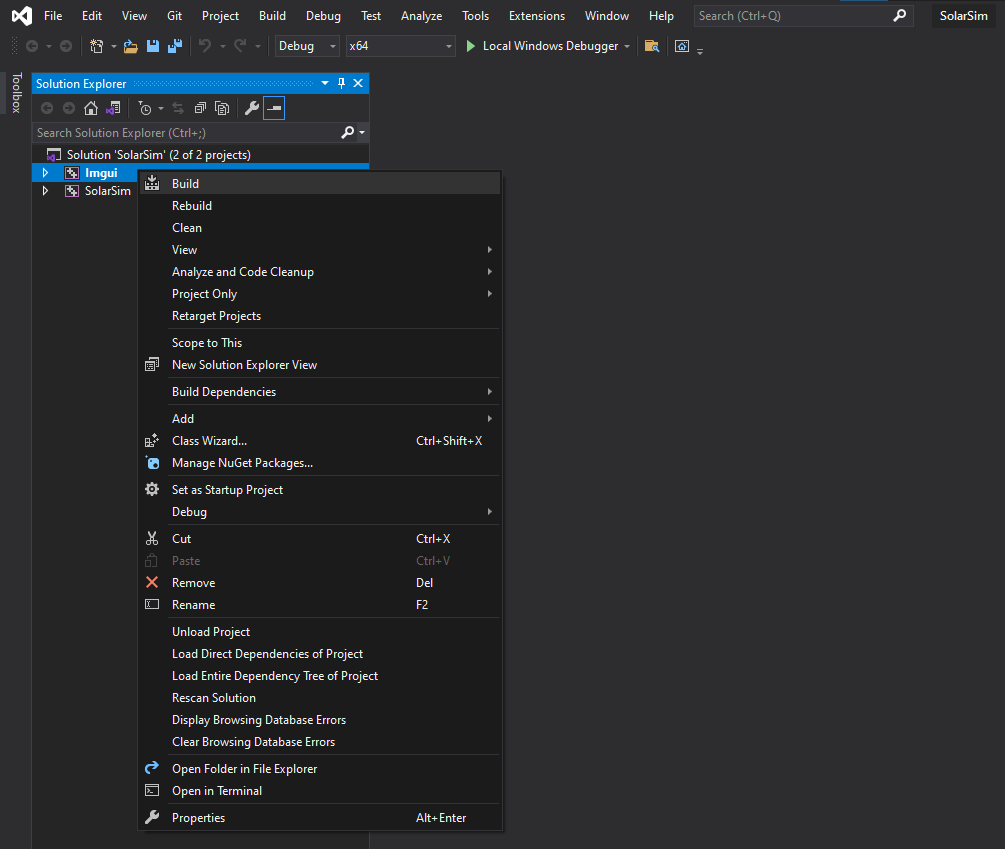 File Edit View Git Project Build Debug Test Analyze Tools Extensions Window Help Search (Ctrl+Q) SolarSim
Debug x64 Local Windows Debugger
Toolbox
Solution Explorer
Search Solution Explorer (Ctrl+;)
Solution 'SolarSim' (2 of 2 projects)
Imgui
SolarSim
Build
Rebuild
Clean
View
Analyze and Code Cleanup
Project Only
Retarget Projects
Scope to This
New Solution Explorer View
Build Dependencies
Add
Class Wizard... Ctrl+Shift+X
Manage NuGet Packages...
Set as Startup Project
Debug
Cut Ctrl+X
Paste Ctrl+V
Remove Del
Rename F2
Unload Project
Load Direct Dependencies of Project
Load Entire Dependency Tree of Project
Rescan Solution
Display Browsing Database Errors
Clear Browsing Database Errors
Open Folder in File Explorer
Open in Terminal
Properties Alt+Enter